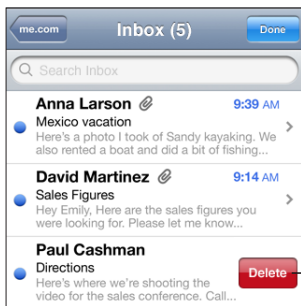 me.com Inbox (5) Done
Search Inbox
Anna Larson 9:39 AM
Mexico vacation
Here's a photo I took of Sandy kayaking. We
also rented a boat and did a bit of fishing...
David Martinez 9:14 AM
Sales Figures
Hey Emily, Here are the sales figures you
were looking for. Please let me know...
Paul Cashman
Directions
Delete
Here's where we're shooting the
video for the sales conference. Call...